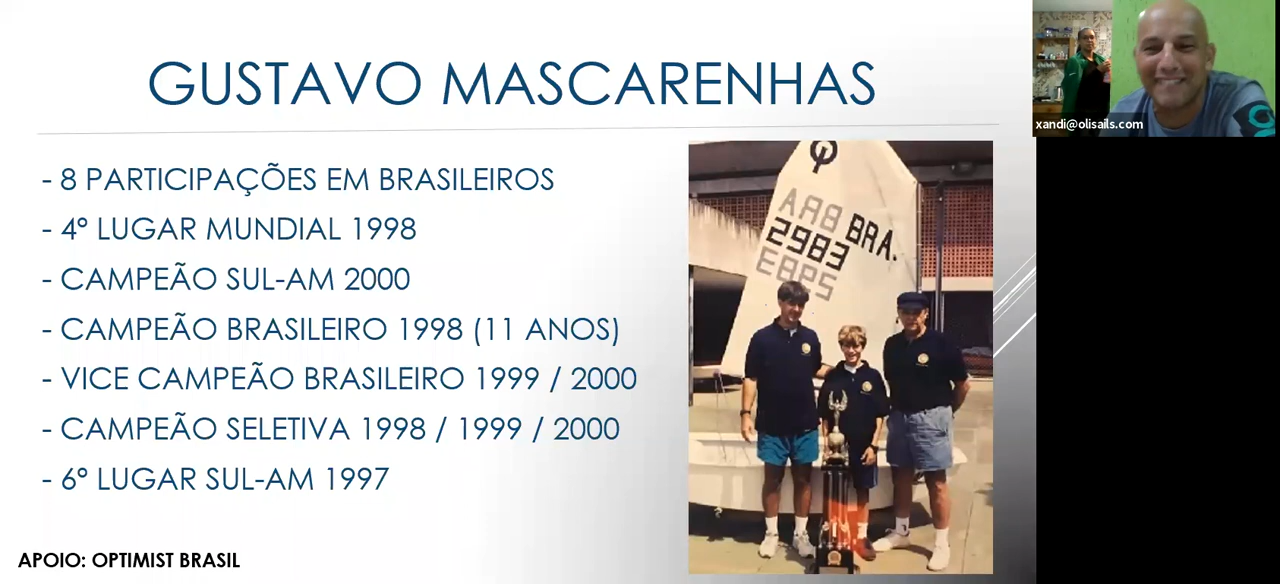 GUSTAVO MASCARENHAS
- 8 PARTICIPAÇÕES EM BRASILEIROS
- 4º LUGAR MUNDIAL 1998
- CAMPEÃO SUL-AM 2000
- CAMPEÃO BRASILEIRO 1998 (11 ANOS)
- VICE CAMPEÃO BRASILEIRO 1999 / 2000
- CAMPEÃO SELETIVA 1998 / 1999 / 2000
- 6º LUGAR SUL-AM 1997
APOIO: OPTIMIST BRASIL
BRA.
2983
xandi@olisails.com